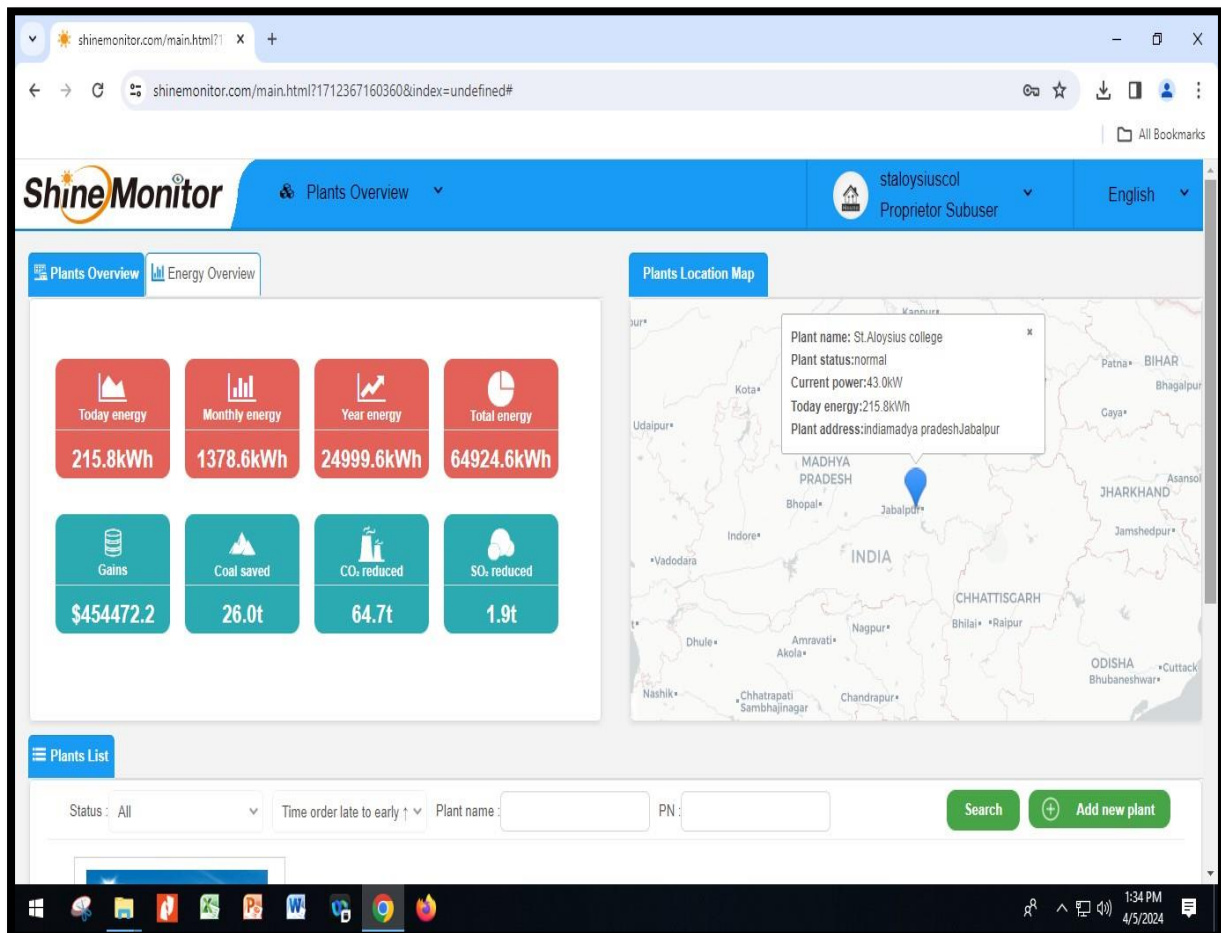 shinemonitor.com/main.html?1
shinemonitor.com/main.html?1712367160360&index=undefined#
All Bookmarks
ShineMonitor
Plants Overview
staloysiuscol
Proprietor Subuser
English
Plants Overview
Energy Overview
Today energy
215.8kWh
Monthly energy
1378.6kWh
Year energy
24999.6kWh
Total energy
64924.6kWh
Gains
$454472.2
Coal saved
26.0t
CO₂ reduced
64.7t
SO₂ reduced
1.9t
Plants Location Map
Plant name: St.Aloysius college
Plant status:normal
Current power:43.0kW
Today energy:215.8kWh
Plant address:indiamadya pradeshJabalpur
Kota
Udaipur
Patna
BIHAR
Bhagalpur
Gaya
MADHYA
PRADESH
Bhopal
Jabalpur
Asansol
JHARKHAND
Jamshedpur
Indore
Vadodara
INDIA
CHHATTISGARH
Bhilai
Raipur
Nagpur
Dhule
Amravati
Akola
ODISHA
Cuttack
Bhubaneshwar
Nashik
Chhatrapati
Sambhajinagar
Chandrapur
Plants List
Status : All
Time order late to early ↑
Plant name :
PN :
Search
Add new plant
1:34 PM
4/5/2024